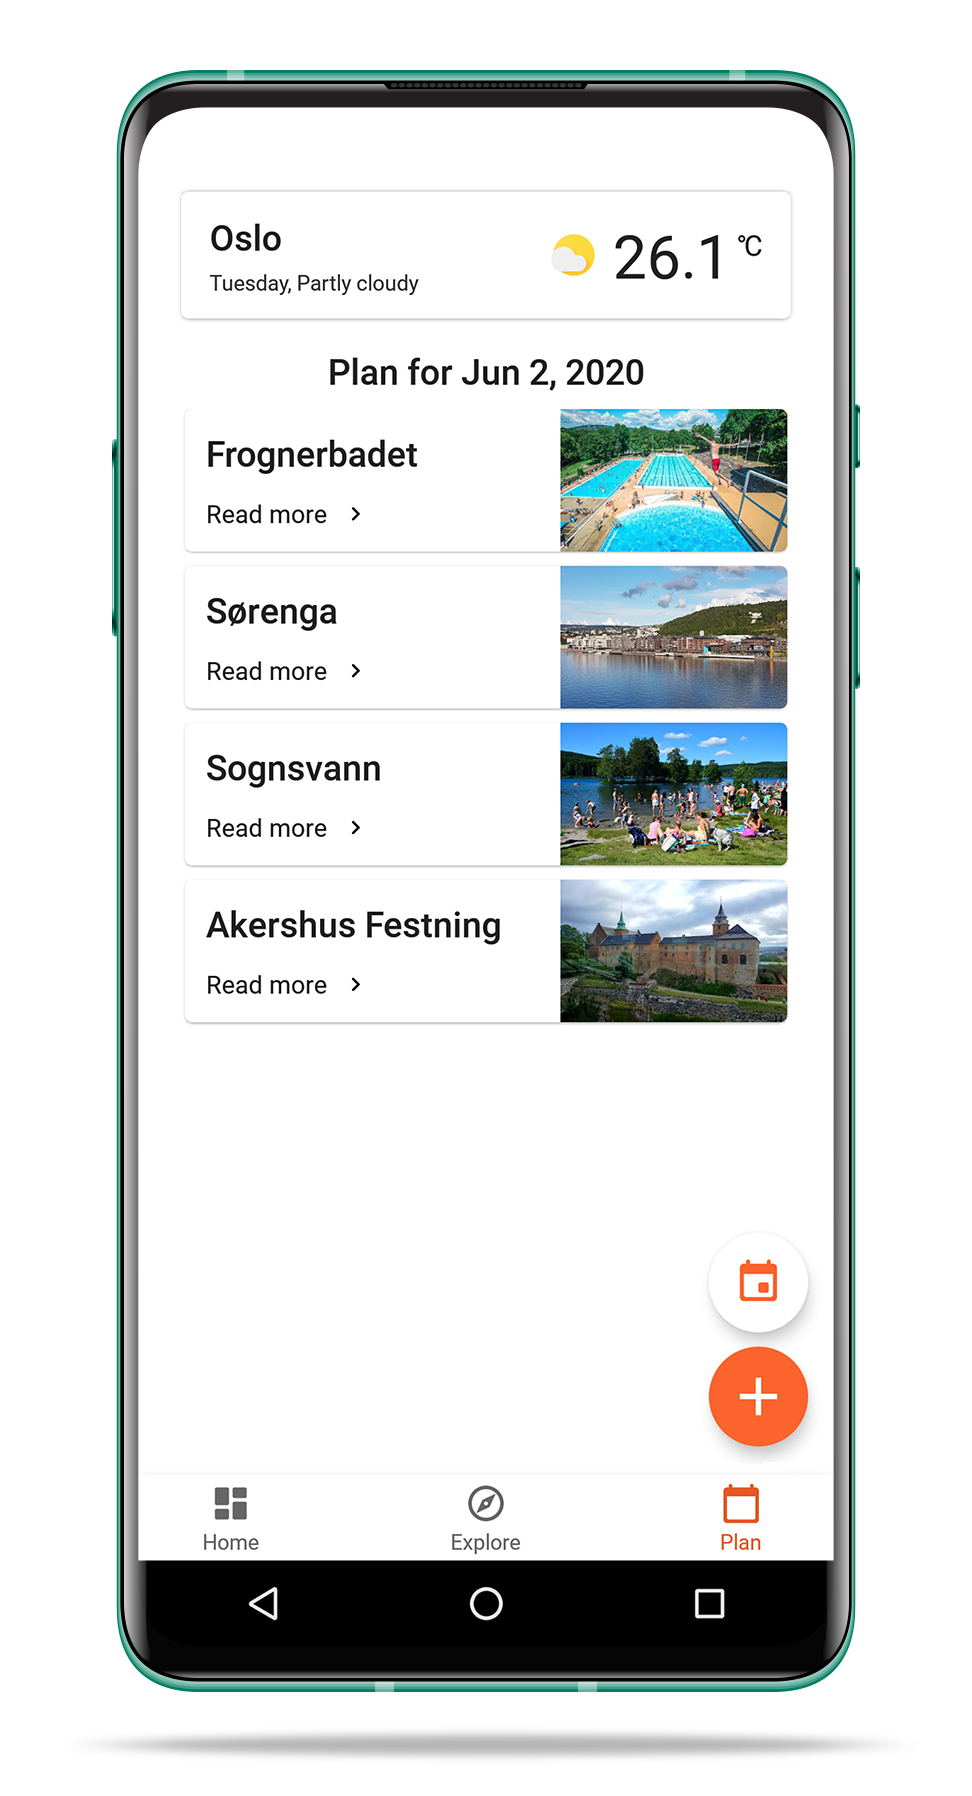 Oslo
Tuesday, Partly cloudy
26.1 °C
Plan for Jun 2, 2020
Frognerbadet
Read more
Sørenga
Read more
Sognsvann
Read more
Akershus Festning
Read more
Home
Explore
Plan